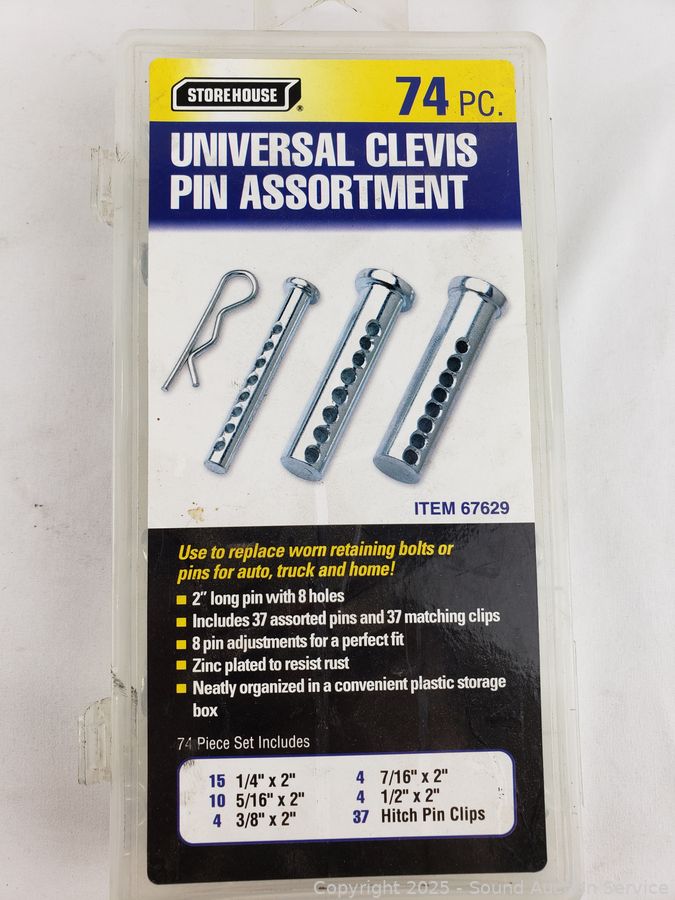 STOREHOUSE®
74 PC.
UNIVERSAL CLEVIS
PIN ASSORTMENT
ITEM 67629
Use to replace worn retaining bolts or
pins for auto, truck and home!
2" long pin with 8 holes
Includes 37 assorted pins and 37 matching clips
8 pin adjustments for a perfect fit
Zinc plated to resist rust
Neatly organized in a convenient plastic storage
box
74 Piece Set Includes
15 1/4" x 2"
10 5/16" x 2"
4 3/8" x 2"
4 7/16" x 2"
4 1/2" x 2"
37 Hitch Pin Clips
Copyright 2025 - Sound Auction Service